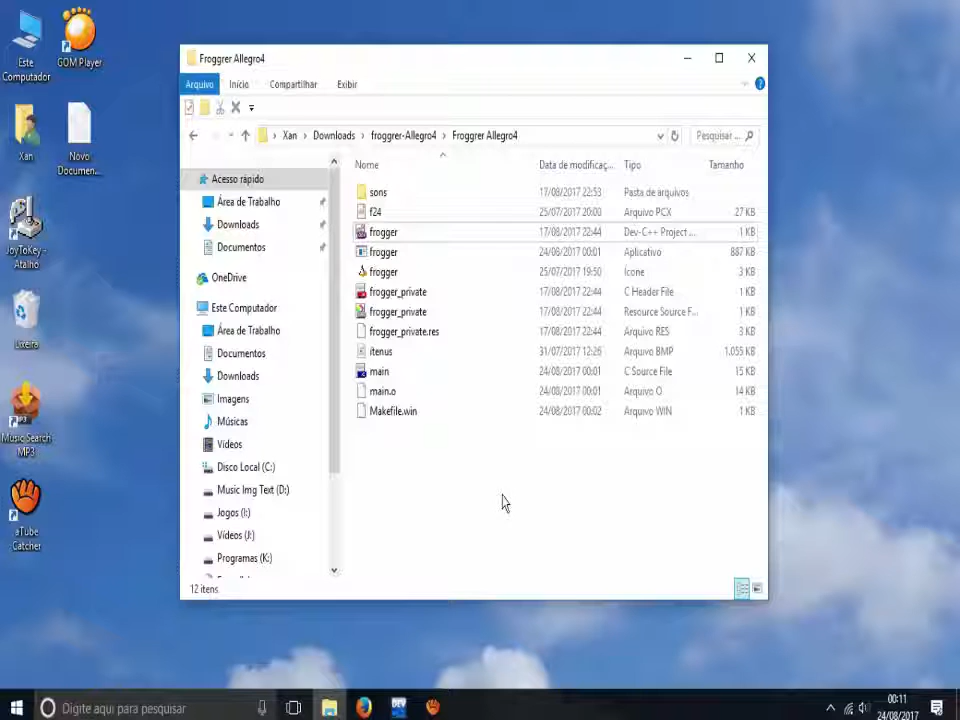 Este
Computador
GOM Player
Xan
Novo
Documen...
JoyToKey -
Atalho
Lixeira
Music Search
MP3
aTube
Catcher
Froggrer Allegro4
Arquivo Início Compartilhar Exibir
Xan Downloads froggrer-Allegro4 Froggrer Allegro4 Pesquisar ...
Nome Data de modificaç... Tipo Tamanho
sons 17/08/2017 22:53 Pasta de arquivos
f24 25/07/2017 20:00 Arquivo PCX 27 KB
frogger 17/08/2017 22:44 Dev-C++ Project ... 1 KB
frogger 24/08/2017 00:01 Aplicativo 887 KB
frogger 25/07/2017 19:50 Ícone 3 KB
frogger_private 17/08/2017 22:44 C Header File 1 KB
frogger_private 17/08/2017 22:44 Resource Source F... 1 KB
frogger_private.res 17/08/2017 22:44 Arquivo RES 3 KB
itenus 31/07/2017 12:26 Arquivo BMP 1.055 KB
main 24/08/2017 00:01 C Source File 15 KB
main.o 24/08/2017 00:01 Arquivo O 14 KB
Makefile.win 24/08/2017 00:02 Arquivo WIN 1 KB
Acesso rápido
Área de Trabalho
Downloads
Documentos
OneDrive
Este Computador
Área de Trabalho
Documentos
Downloads
Imagens
Músicas
Vídeos
Disco Local (C:)
Music Img Text (D:)
Jogos (I:)
Vídeos (J:)
Programas (K:)
12 itens
Digite aqui para pesquisar
DEV
00:11
24/08/2017